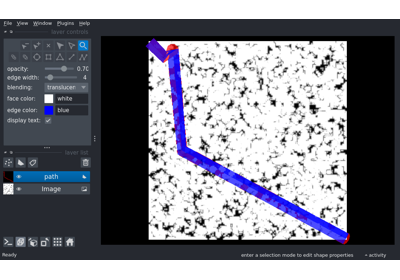 File View Window Plugins Help
layer controls
opacity: 0.70
edge width: 4
blending: translucen
face color: white
edge color: blue
display text:
layer list
path
Image
Ready enter a selection mode to edit shape properties activity